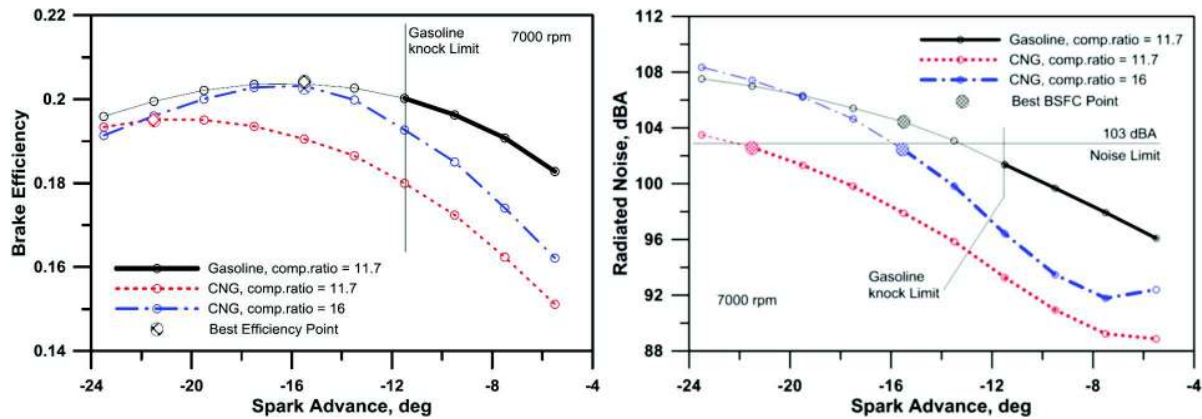 0.22
0.2
0.18
0.16
0.14
Brake Efficiency
Gasoline
knock Limit
7000 rpm
Gasoline, comp.ratio = 11.7
CNG, comp.ratio = 11.7
CNG, comp.ratio = 16
Best Efficiency Point
-24 -20 -16 -12 -8 -4
Spark Advance, deg
112
108
104
100
96
92
88
Radiated Noise, dBA
Gasoline, comp.ratio = 11.7
CNG, comp.ratio = 11.7
CNG, comp.ratio = 16
Best BSFC Point
103 dBA
Noise Limit
Gasoline
knock Limit
7000 rpm
-24 -20 -16 -12 -8 -4
Spark Advance, deg